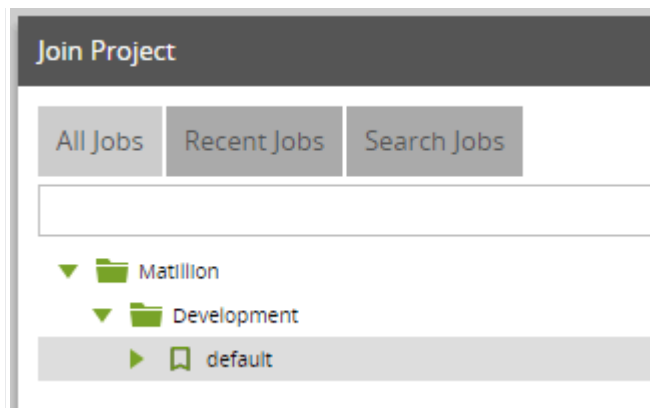 Join Project
All Jobs Recent Jobs Search Jobs
Matillion
Development
default